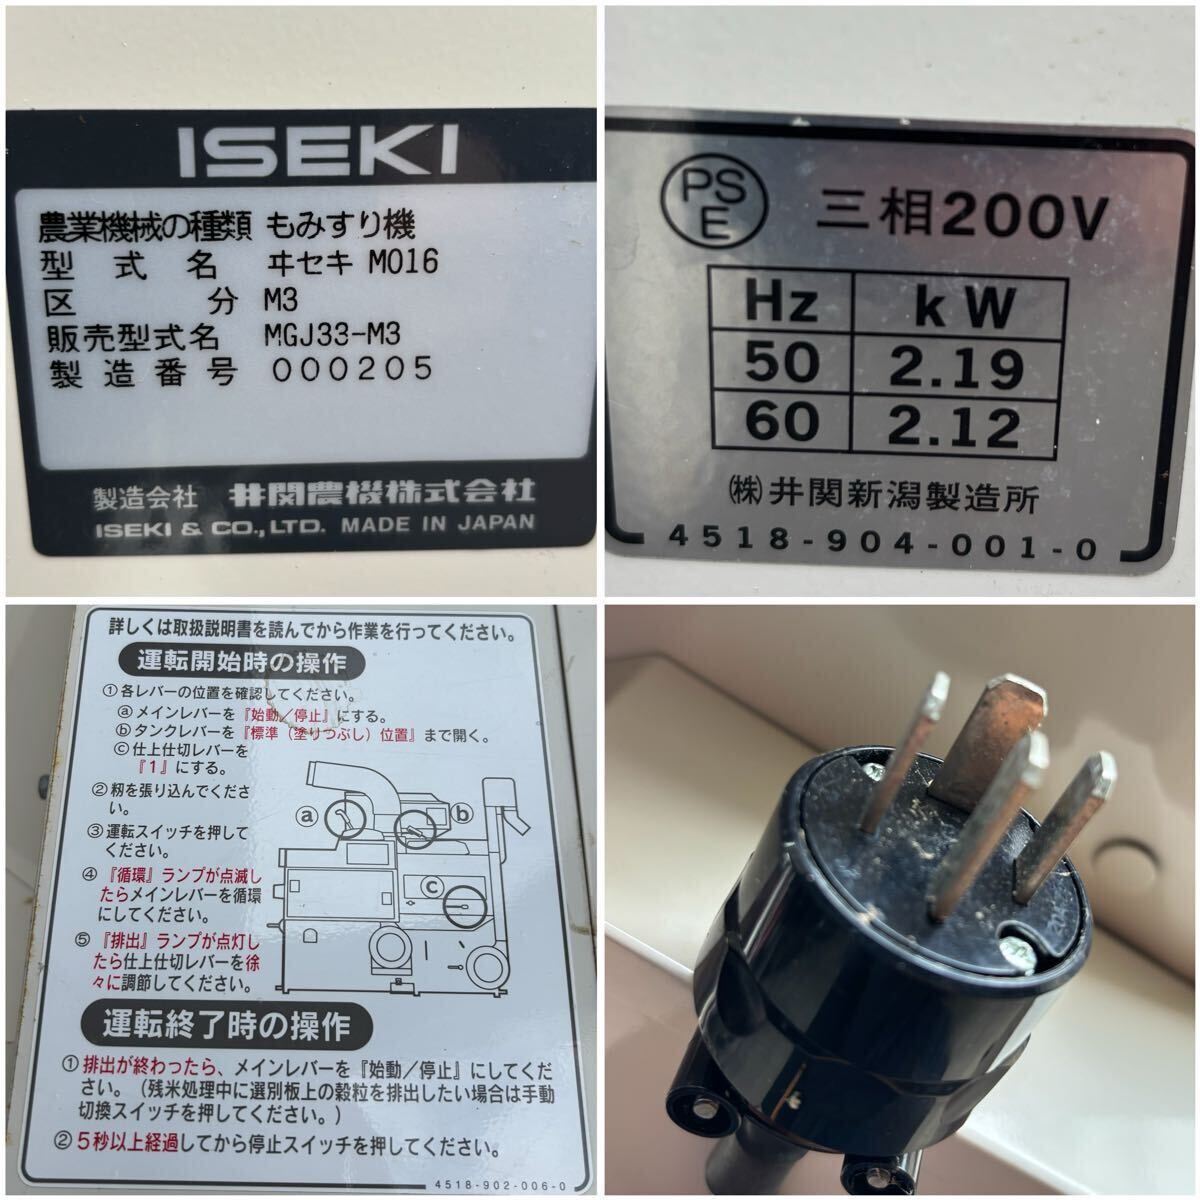 ISEKI
農業機械の種類 もみすり機
型式名 ヰセキ M016
区分 M3
販売型式名 MGJ33-M3
製造番号 000205
製造会社 井関農機株式会社
ISEKI & CO., LTD. MADE IN JAPAN
PSE 三相200V
Hz kW
50 2.19
60 2.12
㈱井関新潟製造所
4518-904-001-0
詳しくは取扱説明書を読んでから作業を行ってください。
運転開始時の操作
①各レバーの位置を確認してください。
ⓐメインレバーを『始動/停止』にする。
ⓑタンクレバーを『標準(塗りつぶし)位置』まで開く。
ⓒ仕上仕切レバーを
『1』にする。
②籾を張り込んでくださ
い。
③運転スイッチを押して
ください。
④『循環』ランプが点滅し
たらメインレバーを循環
にしてください。
⑤『排出』ランプが点灯し
たら仕上仕切レバーを徐
々に調節してください。
ⓐ
ⓑ
ⓒ
運転終了時の操作
①排出が終わったら、メインレバーを『始動/停止』にしてくだ
さい。(残米処理中に選別板上の穀粒を排出したい場合は手動
切換スイッチを押してください。)
②5秒以上経過してから停止スイッチを押してください。
4518-902-006-0